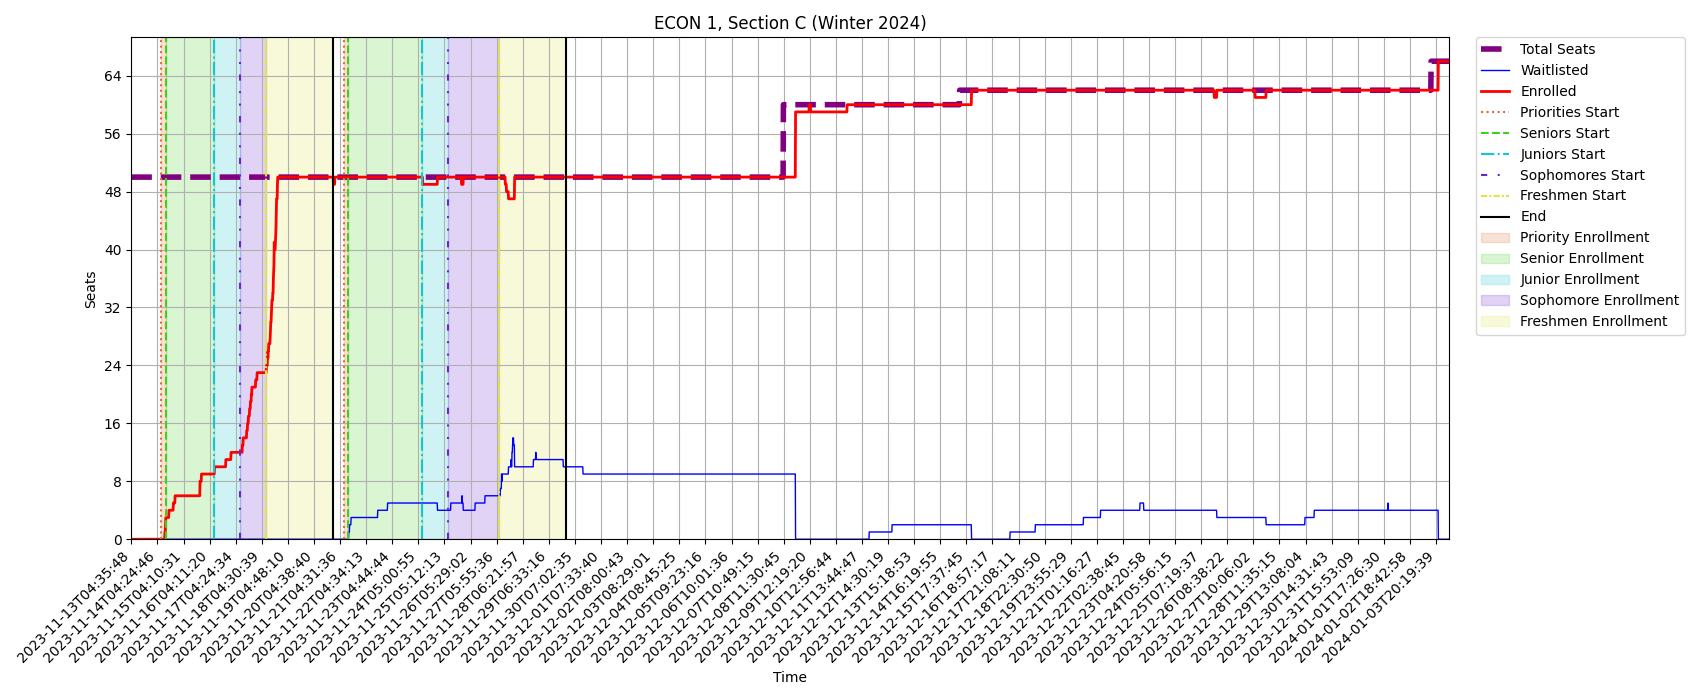 ECON 1, Section C (Winter 2024)
Seats
64
56
48
40
32
24
16
8
0
2023-11-13T04:35:48
2023-11-14T04:24:46
2023-11-15T04:10:31
2023-11-16T04:11:20
2023-11-17T04:24:34
2023-11-18T04:30:39
2023-11-19T04:48:10
2023-11-20T04:38:40
2023-11-21T04:31:36
2023-11-22T04:34:13
2023-11-23T04:44:44
2023-11-24T05:00:55
2023-11-25T05:12:13
2023-11-26T05:29:02
2023-11-27T05:55:36
2023-11-28T06:21:57
2023-11-29T06:33:16
2023-11-30T07:02:35
2023-12-01T07:33:40
2023-12-02T08:00:43
2023-12-03T08:29:01
2023-12-04T08:45:25
2023-12-05T09:23:16
2023-12-06T10:01:36
2023-12-07T10:49:15
2023-12-08T11:30:45
2023-12-09T12:19:20
2023-12-10T12:56:44
2023-12-11T13:44:47
2023-12-12T14:30:19
2023-12-13T15:18:53
2023-12-14T16:19:55
2023-12-15T17:37:45
2023-12-16T18:57:17
2023-12-17T21:08:11
2023-12-18T22:30:50
2023-12-19T23:55:29
2023-12-21T01:16:27
2023-12-22T02:38:45
2023-12-23T04:20:58
2023-12-24T05:56:15
2023-12-25T07:19:37
2023-12-26T08:38:22
2023-12-27T10:06:02
2023-12-28T11:35:15
2023-12-29T13:08:04
2023-12-30T14:31:43
2023-12-31T15:53:09
2024-01-01T17:26:30
2024-01-02T18:42:58
2024-01-03T20:19:39
Time
Total Seats
Waitlisted
Enrolled
Priorities Start
Seniors Start
Juniors Start
Sophomores Start
Freshmen Start
End
Priority Enrollment
Senior Enrollment
Junior Enrollment
Sophomore Enrollment
Freshmen Enrollment